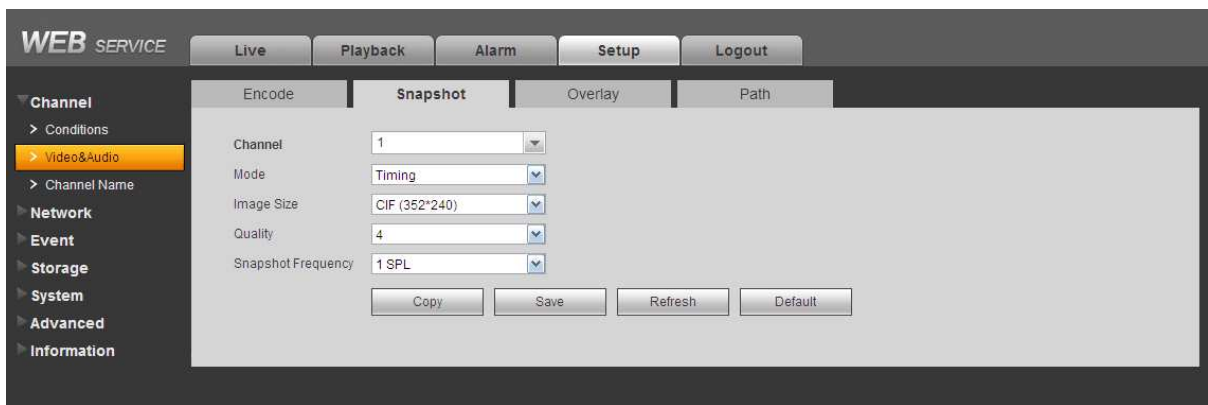 WEB SERVICE
Live Playback Alarm Setup Logout
Channel
> Conditions
> Video&Audio
> Channel Name
Network
Event
Storage
System
Advanced
Information
Encode Snapshot Overlay Path
Channel 1
Mode Timing
Image Size CIF (352*240)
Quality 4
Snapshot Frequency 1 SPL
Copy Save Refresh Default